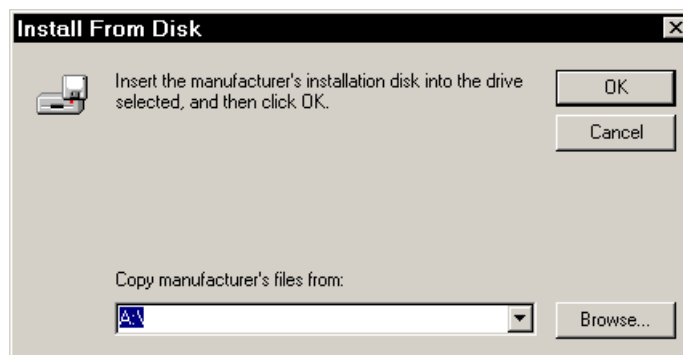 Install From Disk
Insert the manufacturer's installation disk into the drive
selected, and then click OK.
OK
Cancel
Copy manufacturer's files from:
A:\
Browse...